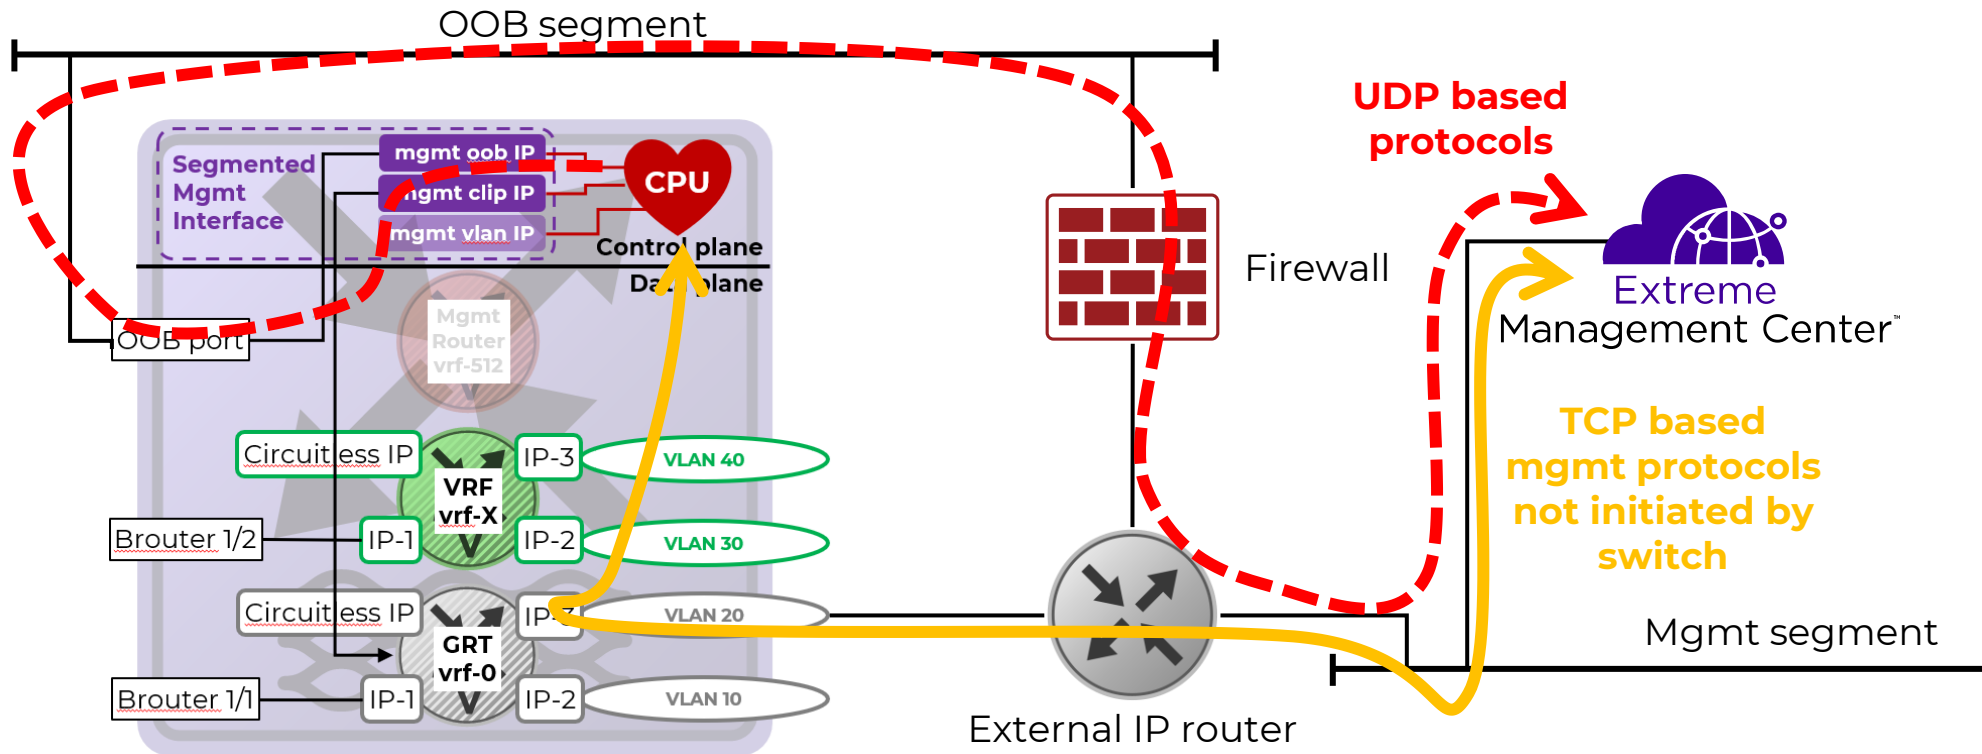 OOB segment
UDP based
protocols
Segmented
Mgmt
Interface
mgmt oob IP
mgmt clip IP
mgmt vlan IP
CPU
Control plane
Data plane
Firewall
Extreme
Management Center™
Mgmt
Router
vrf-512
OOB port
TCP based
mgmt protocols
not initiated by
switch
Circuitless IP
IP-3
VLAN 40
VRF
vrf-X
Brouter 1/2
IP-1
IP-2
VLAN 30
Circuitless IP
IP-3
VLAN 20
GRT
vrf-0
Mgmt segment
Brouter 1/1
IP-1
IP-2
VLAN 10
External IP router